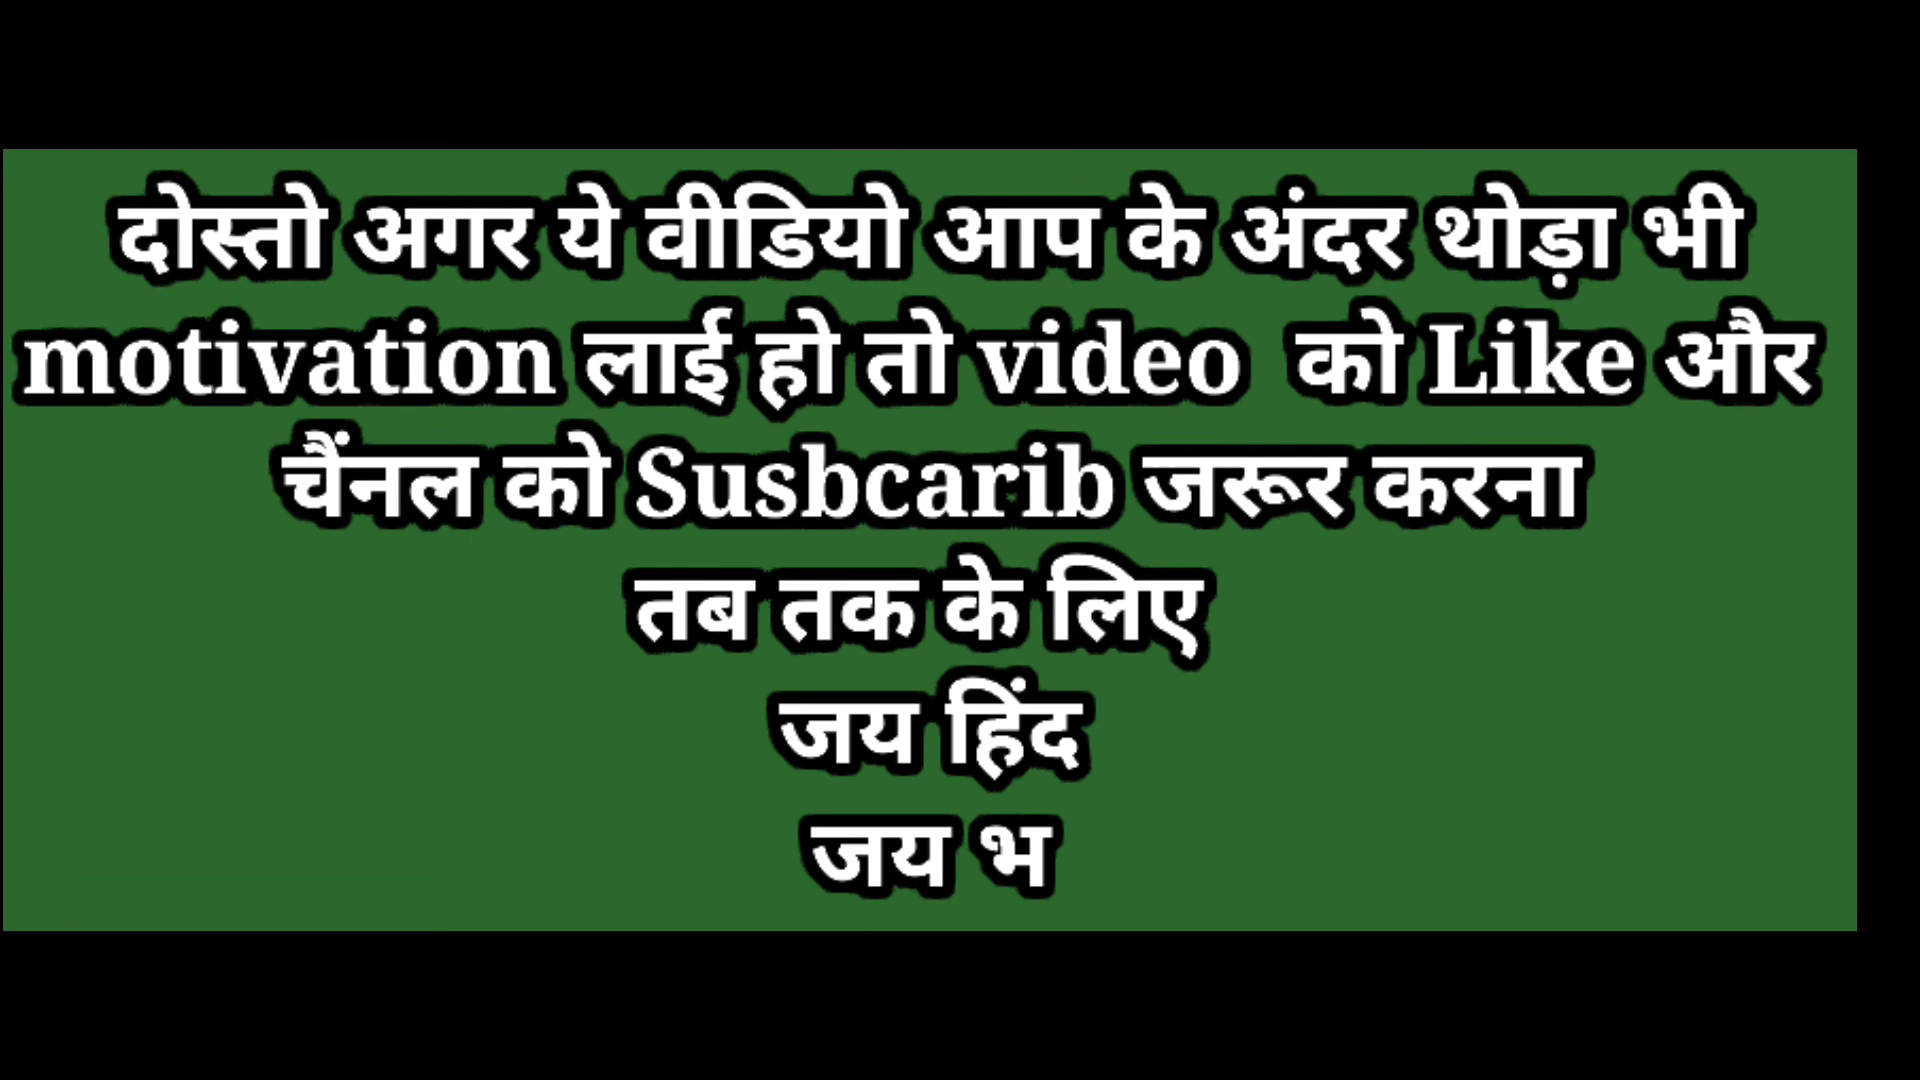 दोस्तो अगर ये वीडियो आप के अंदर थोड़ा भी
motivation लाई हो तो video को Like और
चैंनल को Susbcarib जरूर करना
तब तक के लिए
जय हिंद
जय भ